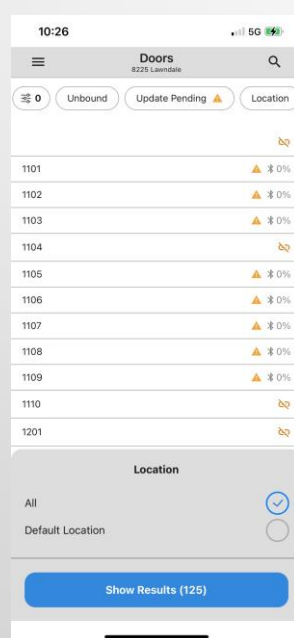 10:26
5G
Doors
8225 Lawndale
0
Unbound
Update Pending
Location
1101
0%
1102
0%
1103
0%
1104
1105
0%
1106
0%
1107
0%
1108
0%
1109
0%
1110
1201
Location
All
Default Location
Show Results (125)